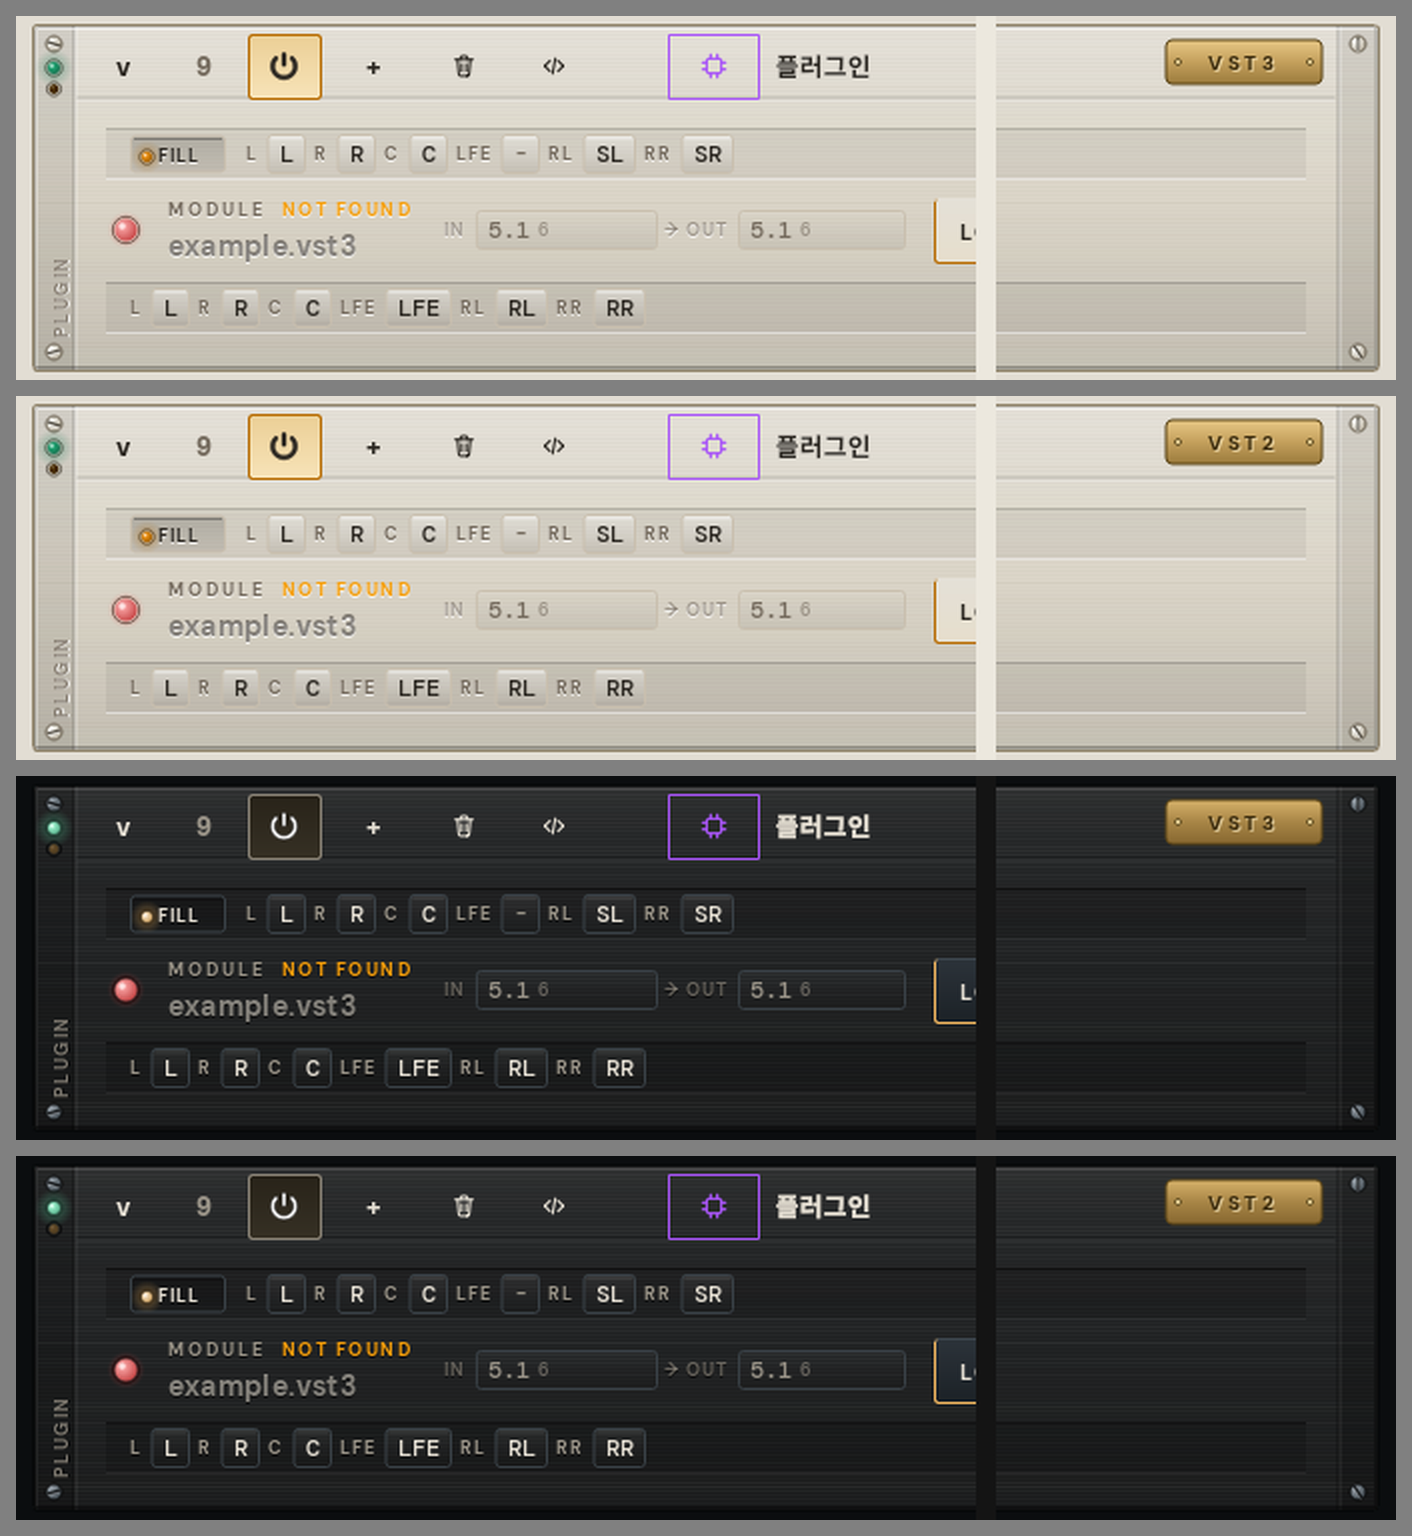 v 9 + </> 플러그인 VST3
FILL L L R R C C LFE - RL SL RR SR
MODULE NOT FOUND
example.vst3
IN 5.1 6 → OUT 5.1 6
L L R R C C LFE LFE RL RL RR RR
PLUGIN
v 9 + </> 플러그인 VST2
FILL L L R R C C LFE - RL SL RR SR
MODULE NOT FOUND
example.vst3
IN 5.1 6 → OUT 5.1 6
L L R R C C LFE LFE RL RL RR RR
PLUGIN
v 9 + </> 플러그인 VST3
FILL L L R R C C LFE - RL SL RR SR
MODULE NOT FOUND
example.vst3
IN 5.1 6 → OUT 5.1 6
L L R R C C LFE LFE RL RL RR RR
PLUGIN
v 9 + </> 플러그인 VST2
FILL L L R R C C LFE - RL SL RR SR
MODULE NOT FOUND
example.vst3
IN 5.1 6 → OUT 5.1 6
L L R R C C LFE LFE RL RL RR RR
PLUGIN